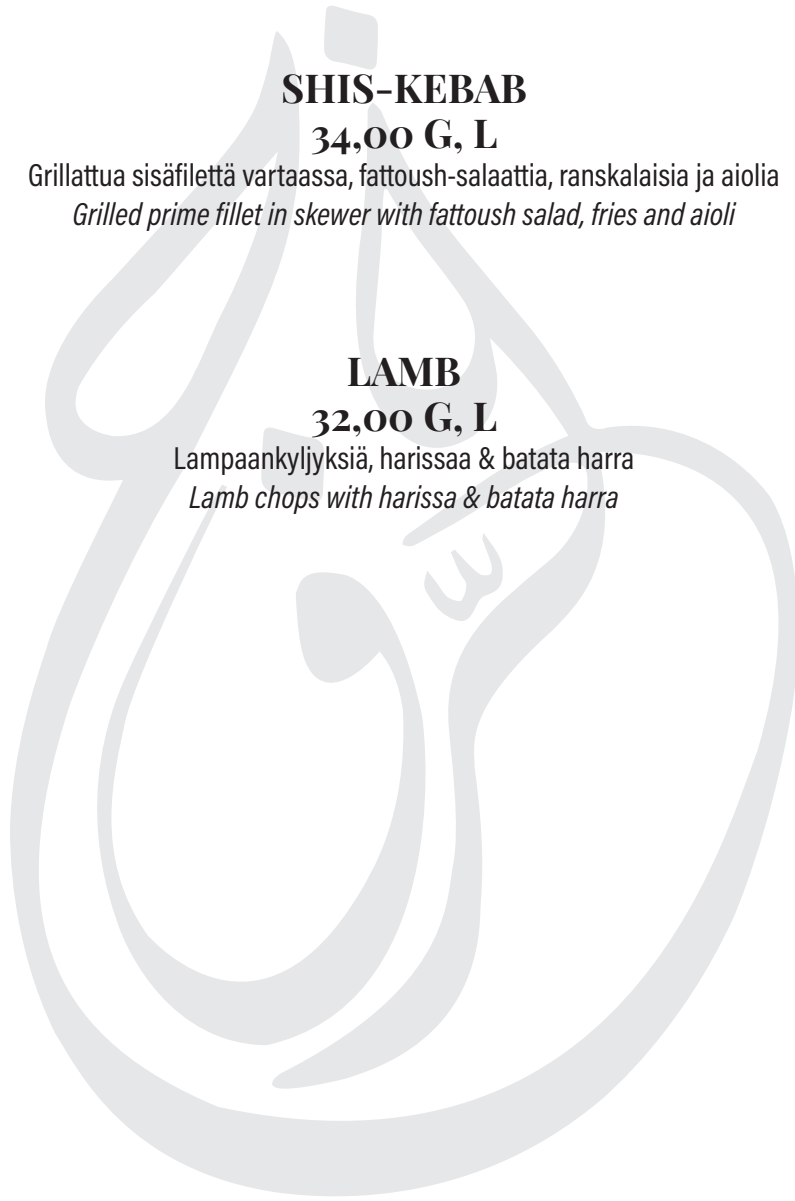 SHIS-KEBAB
34,00 G, L
Grillattua sisäfilettä vartaassa, fattoush-salaattia, ranskalaisia ja aiolia
Grilled prime fillet in skewer with fattoush salad, fries and aioli
LAMB
32,00 G, L
Lampaankyljyksiä, harissaa & batata harra
Lamb chops with harissa & batata harra